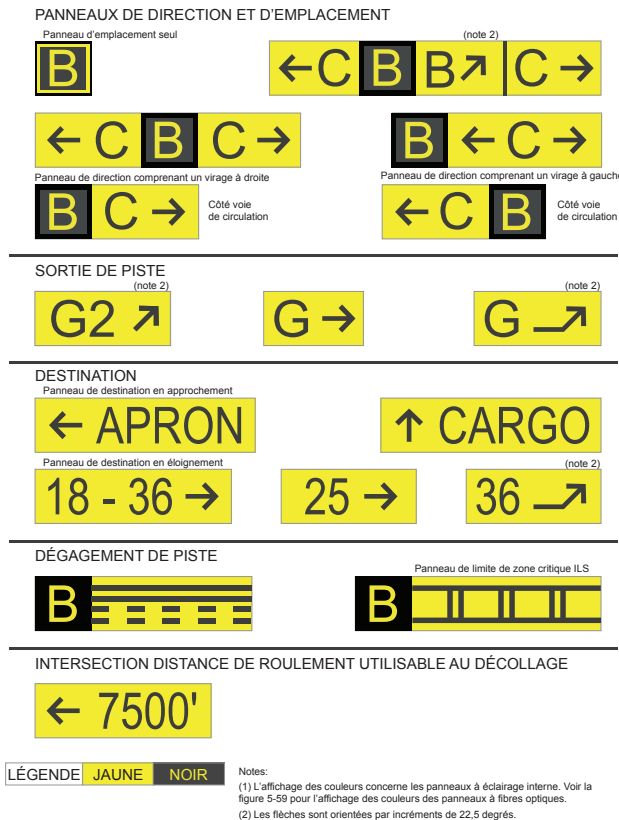 PANNEAUX DE DIRECTION ET D'EMPLACEMENT
Panneau d'emplacement seul
(note 2)
B
←C B B↗ C→
← C B C →
B ← C →
Panneau de direction comprenant un virage à droite
Panneau de direction comprenant un virage à gauche
B C →
Côté voie
de circulation
← C B
Côté voie
de circulation
SORTIE DE PISTE
(note 2)
(note 2)
G2 ↗
G →
G
DESTINATION
Panneau de destination en approchement
← APRON
↑ CARGO
Panneau de destination en éloignement
(note 2)
18 - 36 →
25 →
36
DÉGAGEMENT DE PISTE
Panneau de limite de zone critique ILS
B
B
INTERSECTION DISTANCE DE ROULEMENT UTILISABLE AU DÉCOLLAGE
← 7500'
LÉGENDE JAUNE NOIR
Notes:
(1) L'affichage des couleurs concerne les panneaux à éclairage interne. Voir la
figure 5-59 pour l'affichage des couleurs des panneaux à fibres optiques.
(2) Les flèches sont orientées par incréments de 22,5 degrés.